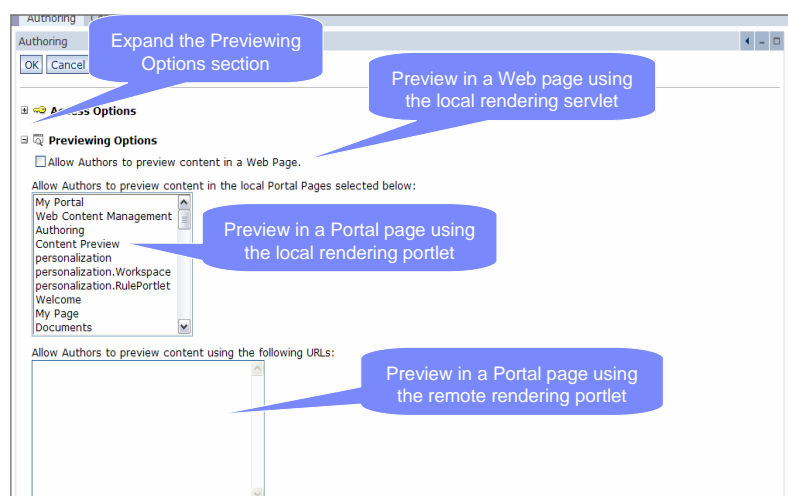 Authoring
Authoring
Expand the Previewing
Options section
OK Cancel
Preview in a Web page using
the local rendering servlet
Access Options
Previewing Options
Allow Authors to preview content in a Web Page.
Allow Authors to preview content in the local Portal Pages selected below:
My Portal
Web Content Management
Authoring
Content Preview
personalization
personalization.Workspace
personalization.RulePortlet
Welcome
My Page
Documents
Preview in a Portal page using
the local rendering portlet
Allow Authors to preview content using the following URLs:
Preview in a Portal page using
the remote rendering portlet